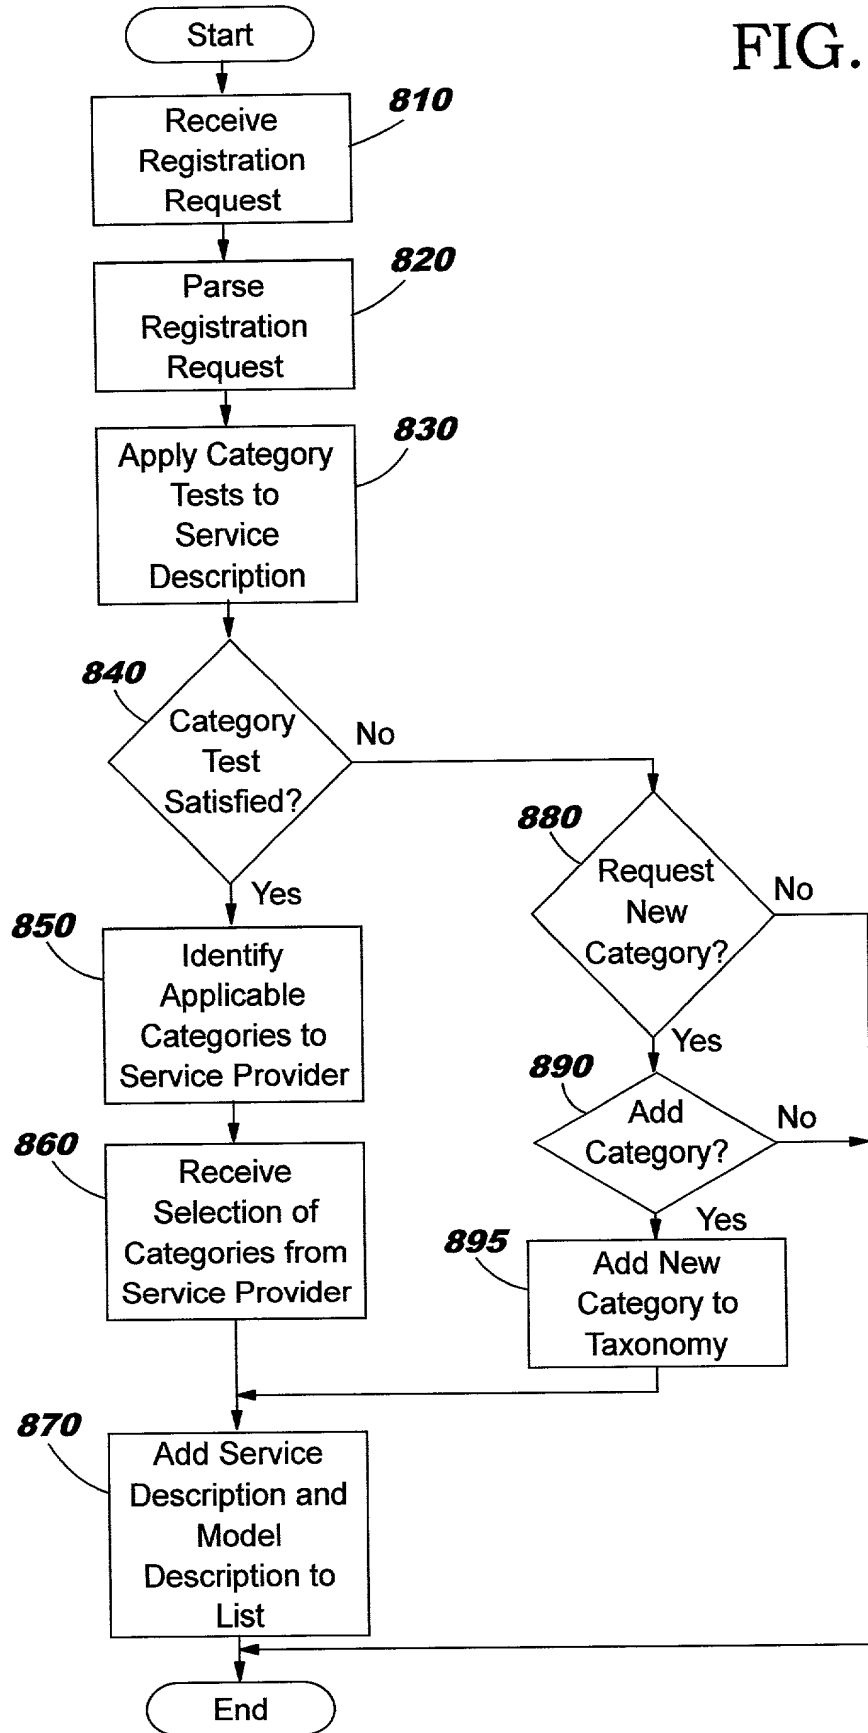 Start
FIG.
810
Receive
Registration
Request
820
Parse
Registration
Request
830
Apply Category
Tests to
Service
Description
840
Category
Test
Satisfied?
No
Yes
880
Request
New
Category?
No
Yes
850
Identify
Applicable
Categories to
Service Provider
890
Add
Category?
No
Yes
860
Receive
Selection of
Categories from
Service Provider
895
Add New
Category to
Taxonomy
870
Add Service
Description and
Model
Description to
List
End